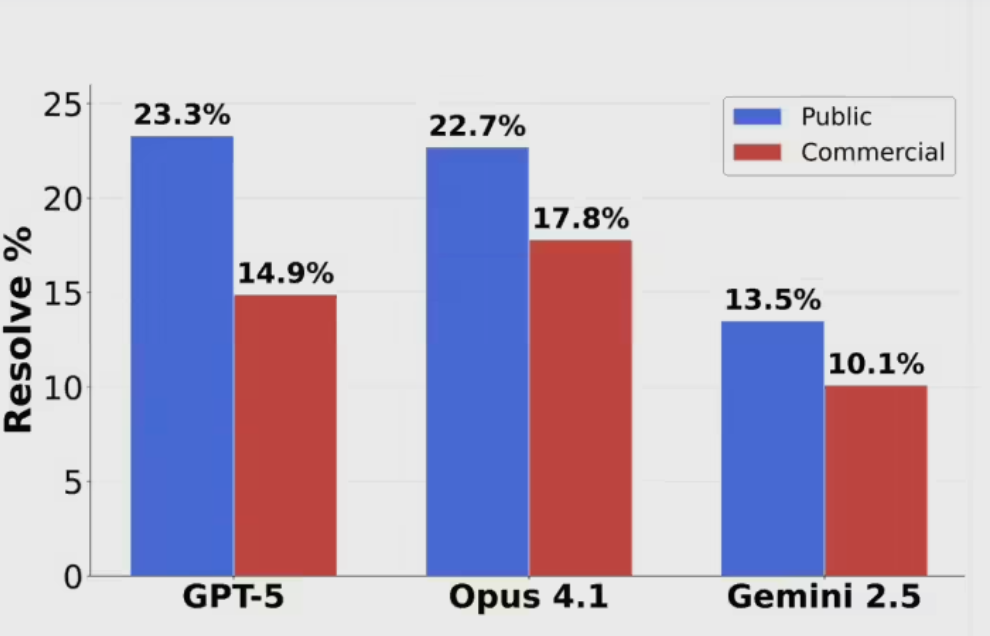 Resolve %
25
20
15
10
5
0
23.3%
14.9%
22.7%
17.8%
13.5%
10.1%
GPT-5
Opus 4.1
Gemini 2.5
Public
Commercial